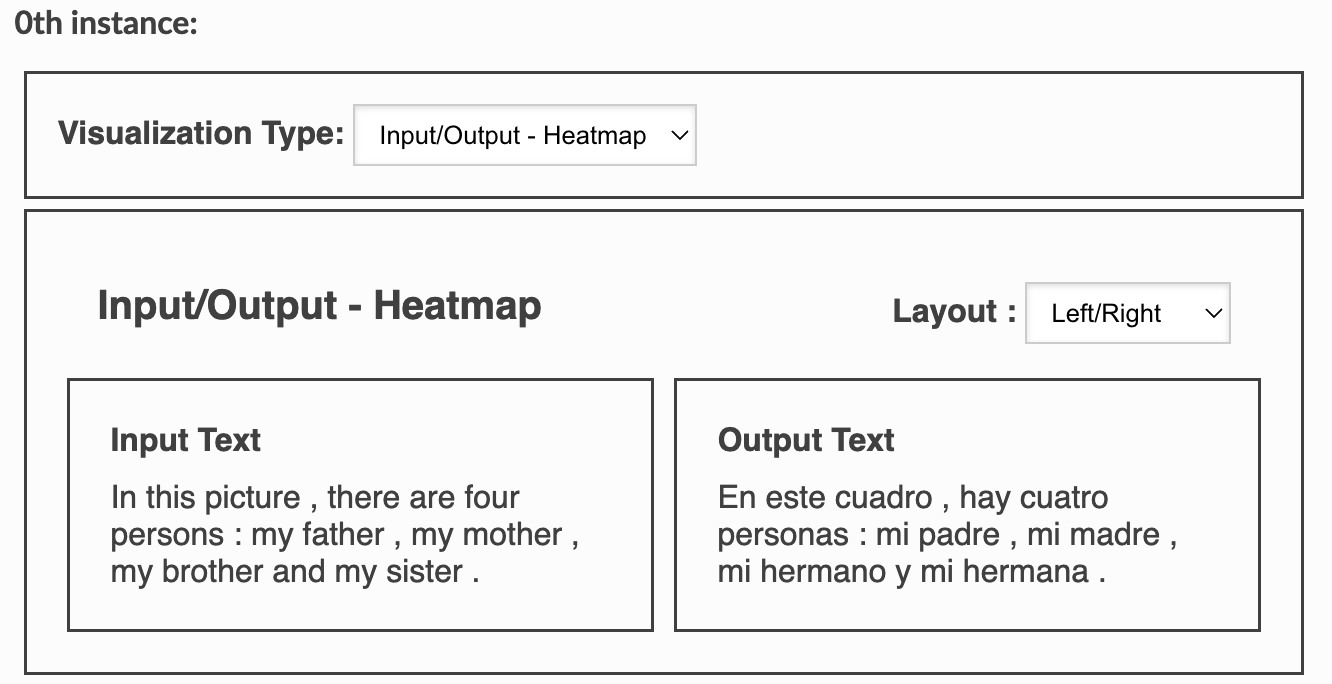 0th instance:
Visualization Type: Input/Output - Heatmap
Input/Output - Heatmap
Layout : Left/Right
Input Text
In this picture , there are four
persons : my father , my mother ,
my brother and my sister .
Output Text
En este cuadro , hay cuatro
personas : mi padre , mi madre ,
mi hermano y mi hermana .